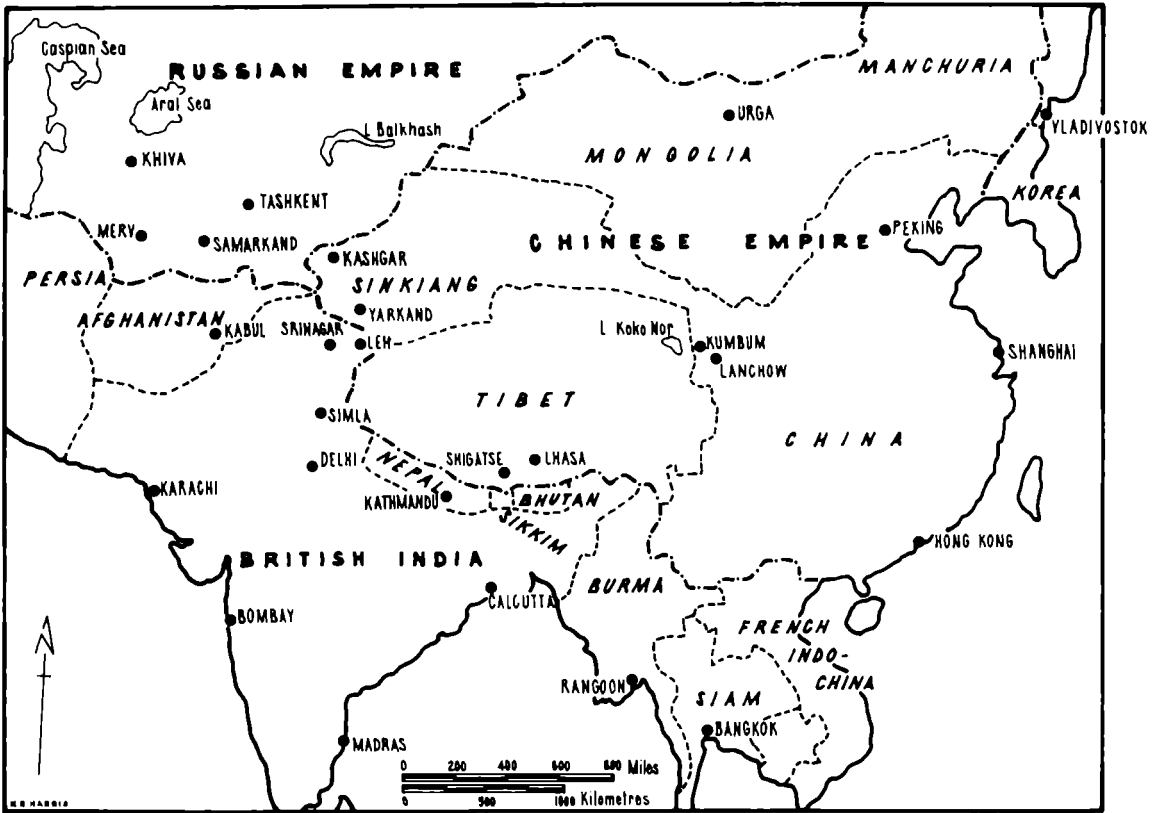 Caspian Sea
RUSSIAN EMPIRE
MANCHURIA
Aral Sea
URGA
VLADIVOSTOK
L Balkhash
KHIVA
MONGOLIA
KOREA
TASHKENT
MERV
SAMARKAND
PEKING
CHINESE EMPIRE
KASHGAR
PERSIA
SINKIANG
YARKAND
AFGHANISTAN
KABUL
SRINAGAR
LEH
L Koko Nor
KUMBUM
LANCHOW
SHANGHAI
TIBET
SIMLA
CHINA
DELHI
NEPAL
SHIGATSE
LHASA
KARACHI
KATHMANDU
BHUTAN
SIKKIM
HONG KONG
BRITISH INDIA
BURMA
CALCUTTA
BOMBAY
FRENCH
INDO-
CHINA
RANGOON
SIAM
BANGKOK
MADRAS
0 200 400 600 800 Miles
0 500 1000 Kilometres